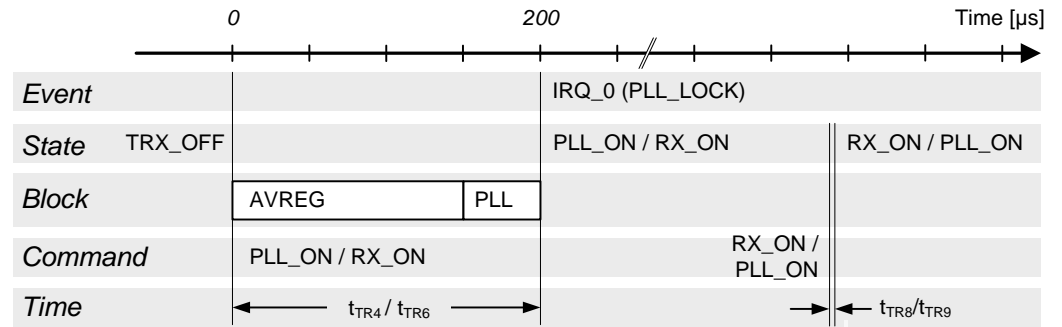 0 200 Time [µs]
Event IRQ_0 (PLL_LOCK)
State TRX_OFF PLL_ON / RX_ON RX_ON / PLL_ON
Block AVREG PLL
Command PLL_ON / RX_ON RX_ON /
PLL_ON
Time tTR4 / tTR6 tTR8/tTR9